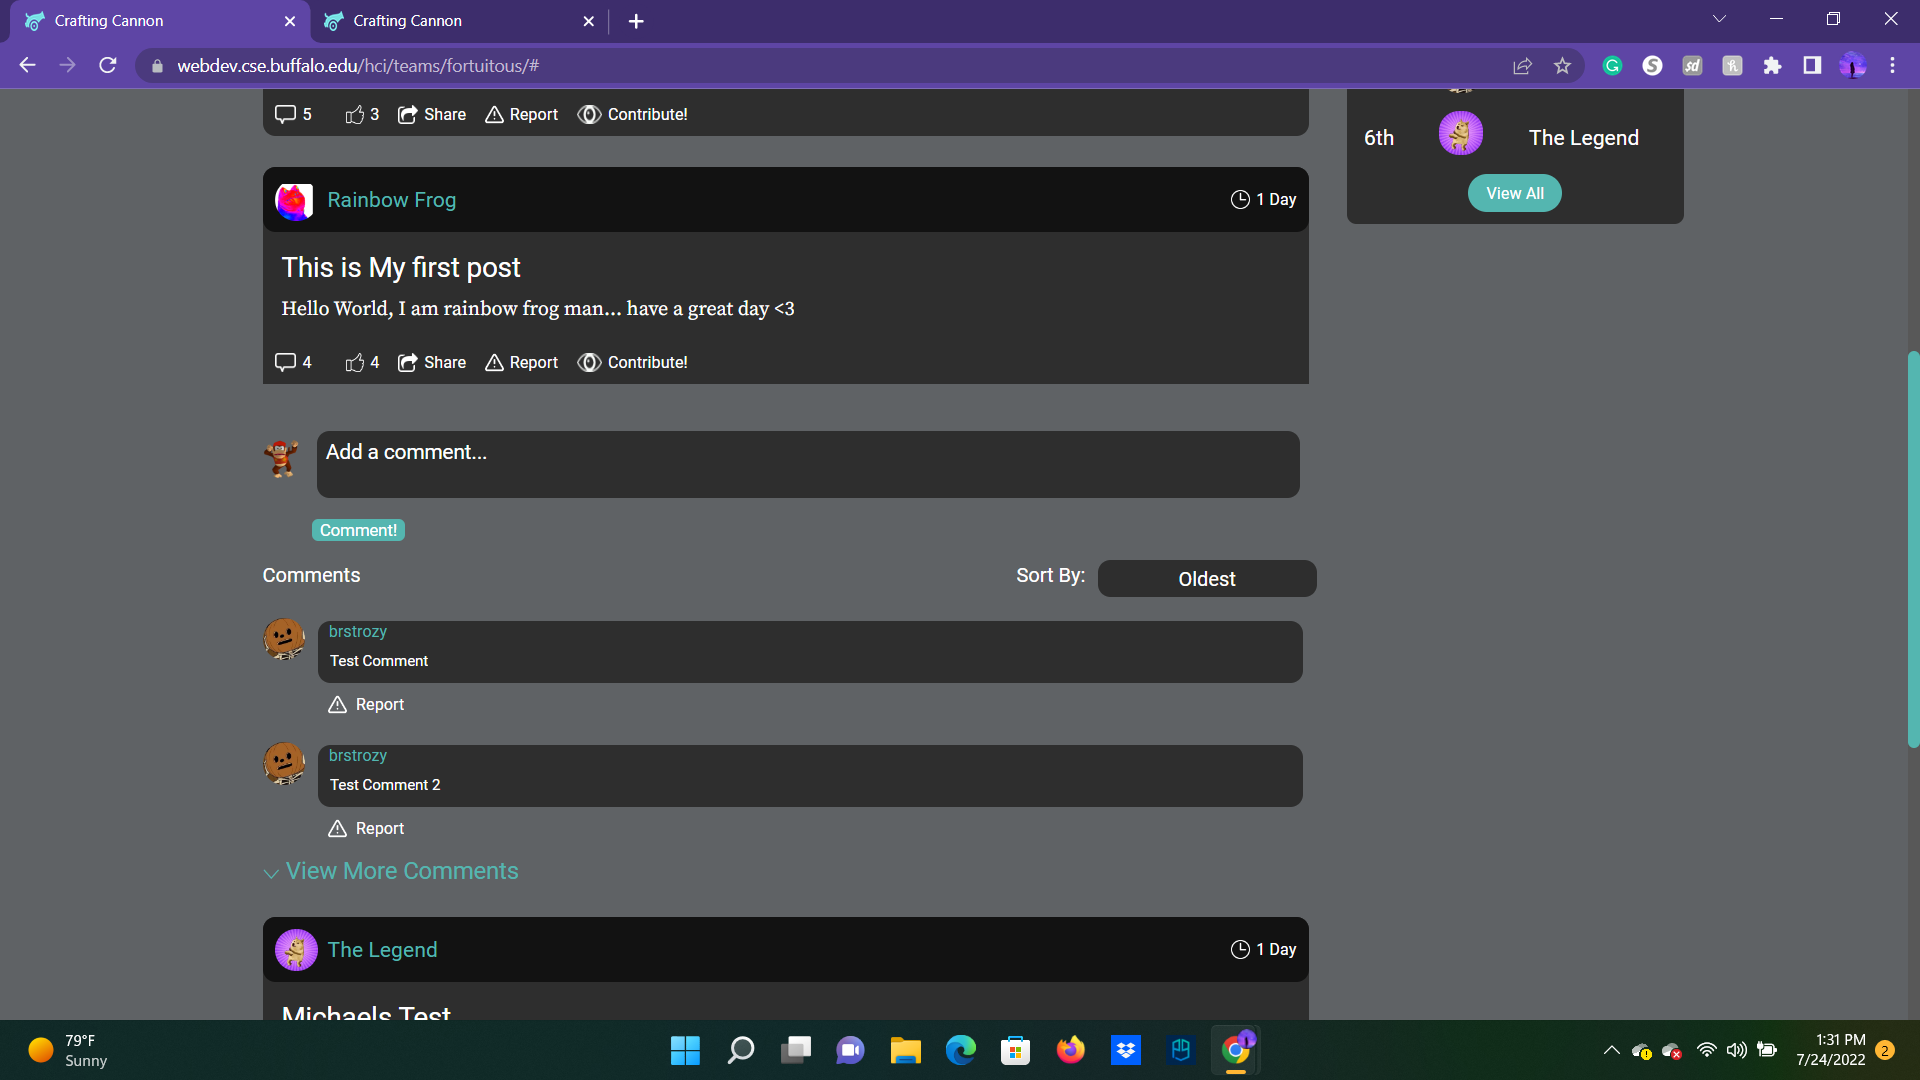 Crafting Cannon
Crafting Cannon
webdev.cse.buffalo.edu/hci/teams/fortuitous/#
5 3 Share Report Contribute!
6th The Legend
View All
Rainbow Frog 1 Day
This is My first post
Hello World, I am rainbow frog man... have a great day <3
4 4 Share Report Contribute!
Add a comment...
Comment!
Comments Sort By: Oldest
brstrozy
Test Comment
Report
brstrozy
Test Comment 2
Report
View More Comments
The Legend 1 Day
Michaels Test
79°F
Sunny
1:31 PM
7/24/2022
2